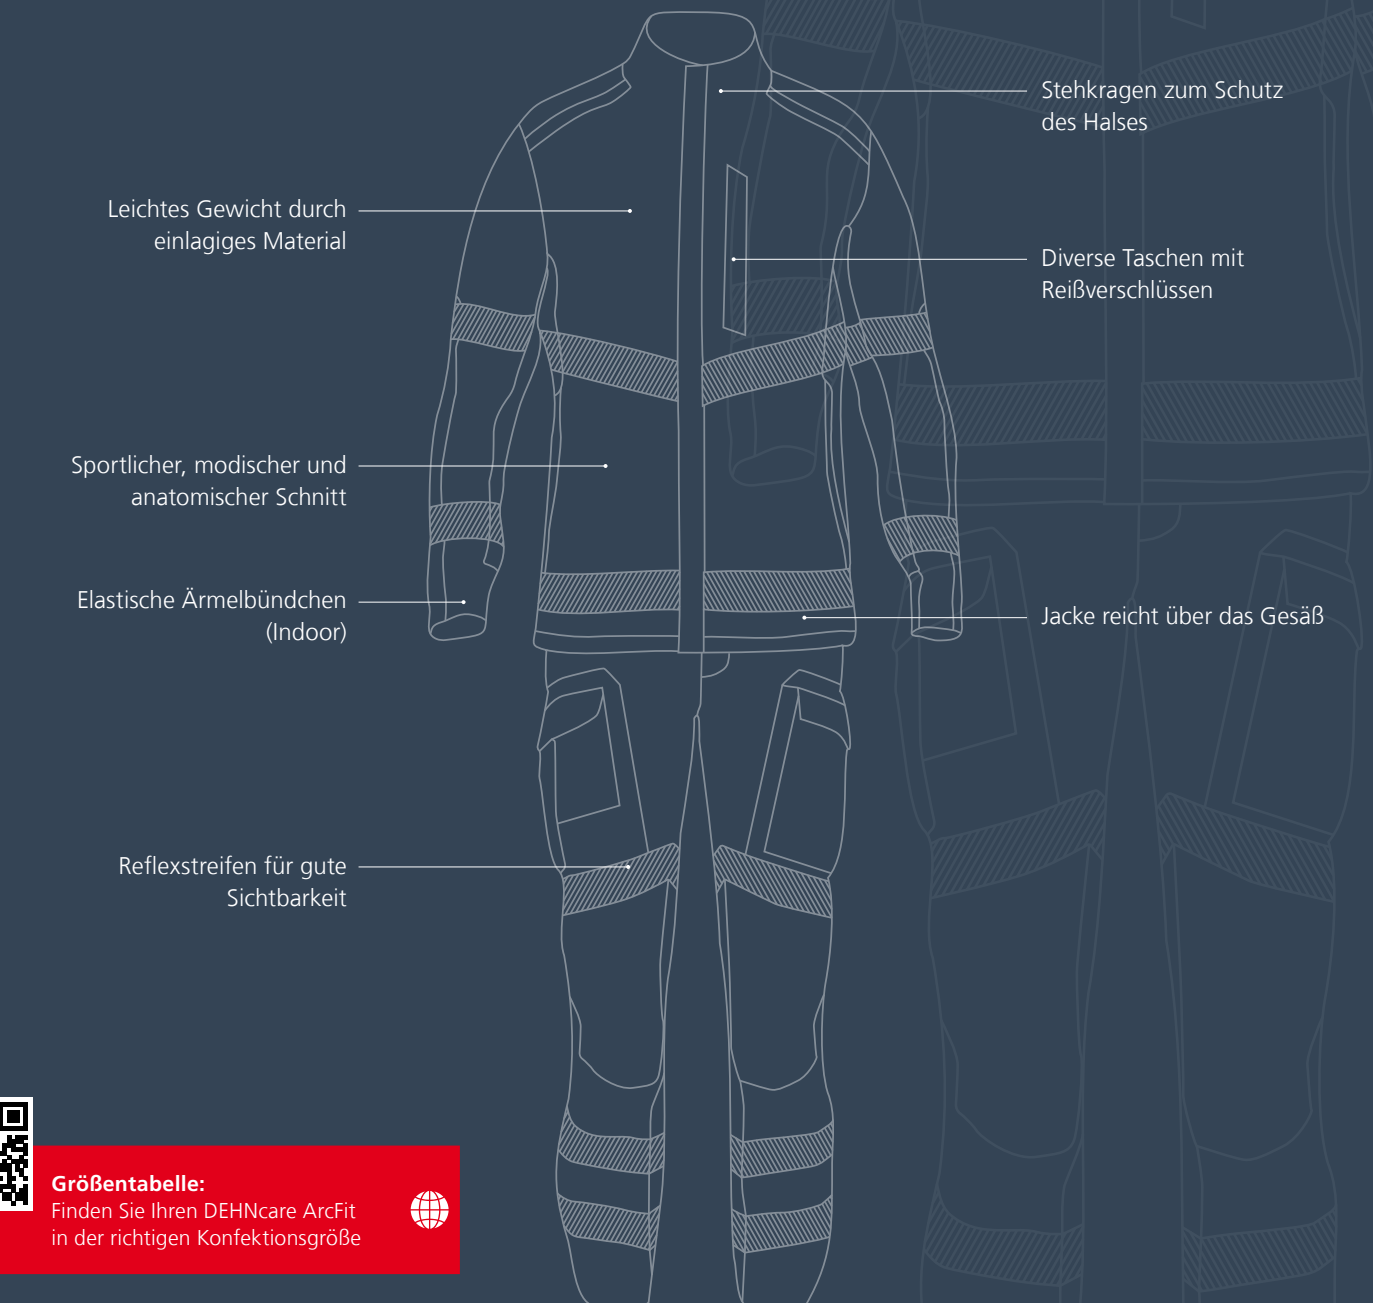 Stehkragen zum Schutz
des Halses
Leichtes Gewicht durch
einlagiges Material
Diverse Taschen mit
Reißverschlüssen
Sportlicher, modischer und
anatomischer Schnitt
Elastische Ärmelbündchen
(Indoor)
Jacke reicht über das Gesäß
Reflexstreifen für gute
Sichtbarkeit
Größentabelle:
Finden Sie Ihren DEHNcare ArcFit
in der richtigen Konfektionsgröße